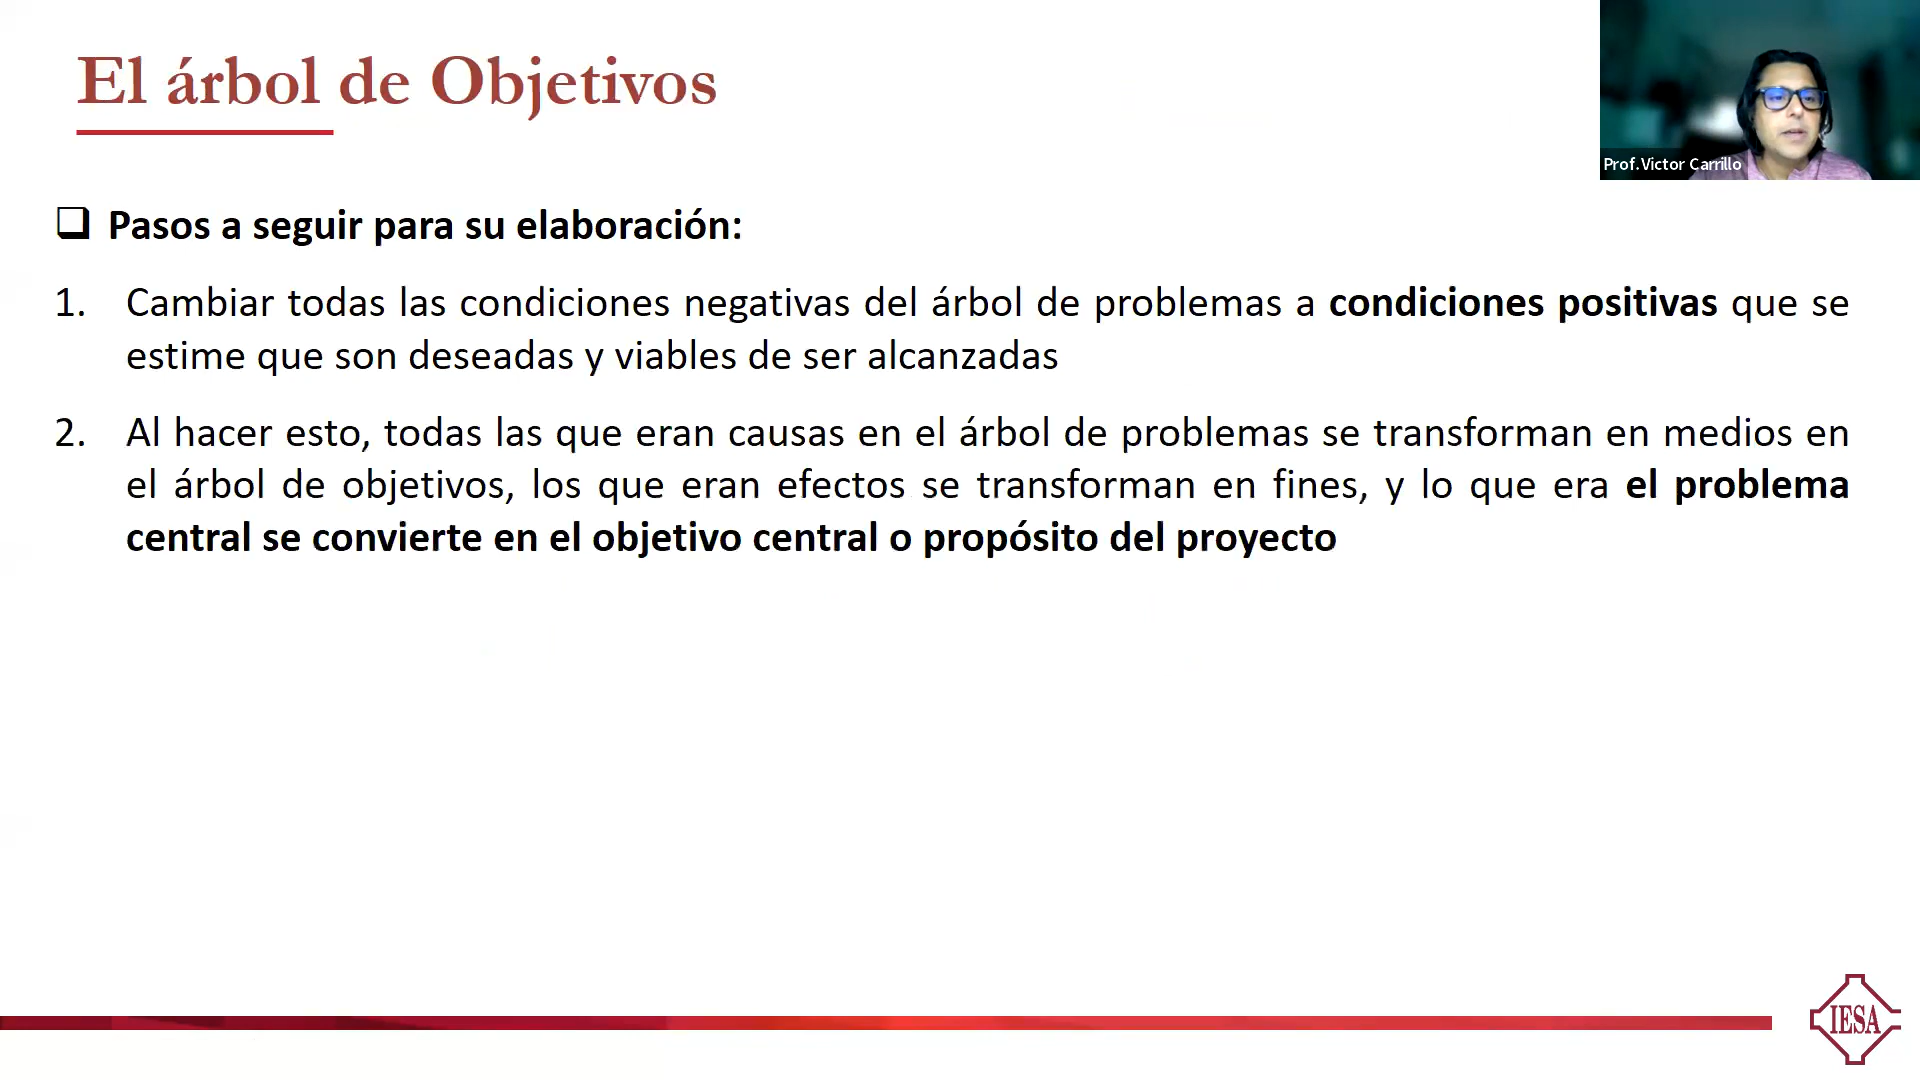 El árbol de Objetivos
Prof. Victor Carrillo
Pasos a seguir para su elaboración:
1. Cambiar todas las condiciones negativas del árbol de problemas a condiciones positivas que se
estime que son deseadas y viables de ser alcanzadas
2. Al hacer esto, todas las que eran causas en el árbol de problemas se transforman en medios en
el árbol de objetivos, los que eran efectos se transforman en fines, y lo que era el problema
central se convierte en el objetivo central o propósito del proyecto
IESA